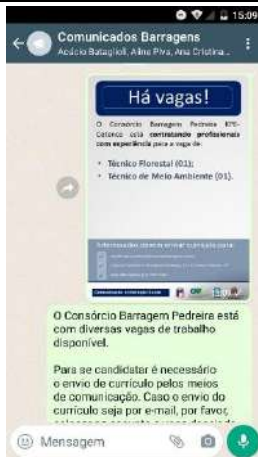 15:09
Comunicados Barragens
Acácio Bataglioli, Aline Piva, Ana Cristina...
Há vagas!
O Consórcio Barragem Pedreira
está contratando profissionais
com experiência para a vaga de:
• Técnico Florestal (01);
• Técnico de Meio Ambiente (01).
O Consórcio Barragem Pedreira está
com diversas vagas de trabalho
disponível.
Para se candidatar é necessário
o envio de currículo pelos meios
de comunicação. Caso o envio do
currículo seja por e-mail, por favor,
Mensagem